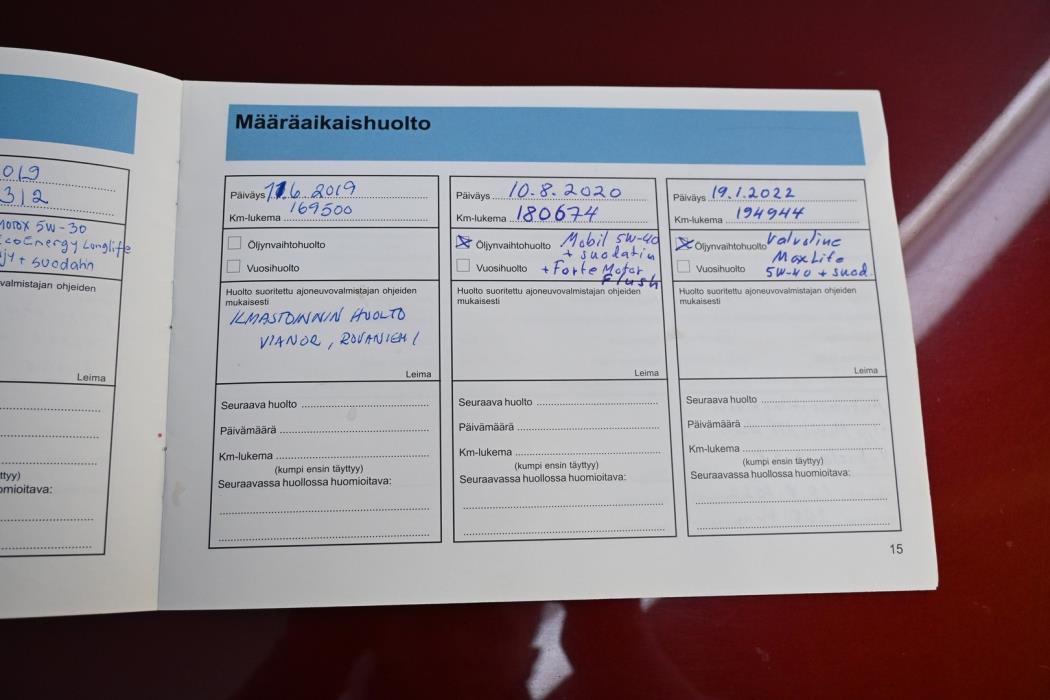 019
312
MOTOX 5W-30
EcoEnergy Longlife
+ suodatin
valmistajan ohjeiden
Leima
ttyy)
omioitava:
Määräaikaishuolto
Päiväys 6.2019
Km-lukema 169500
Öljynvaihtohuolto
Vuosihuolto
Huolto suoritettu ajoneuvovalmistajan ohjeiden
mukaisesti
ILMASTOINNIN HUOLTO
VIANOR, ROVANIEMI
Leima
Seuraava huolto
Päivämäärä
Km-lukema
(kumpi ensin täyttyy)
Seuraavassa huollossa huomioitava:
Päiväys 10.8.2020
Km-lukema 180674
Öljynvaihtohuolto Mobil 5W-40
+ suodatin
Vuosihuolto + Forte Motor
Flush
Huolto suoritettu ajoneuvovalmistajan ohjeiden
mukaisesti
Leima
Seuraava huolto
Päivämäärä
Km-lukema
(kumpi ensin täyttyy)
Seuraavassa huollossa huomioitava:
Päiväys 19.1.2022
Km-lukema 194944
Öljynvaihtohuolto Valvoline
MaxLife
Vuosihuolto 5W-40 + suod.
Huolto suoritettu ajoneuvovalmistajan ohjeiden
mukaisesti
Leima
Seuraava huolto
Päivämäärä
Km-lukema
(kumpi ensin täyttyy)
Seuraavassa huollossa huomioitava:
15